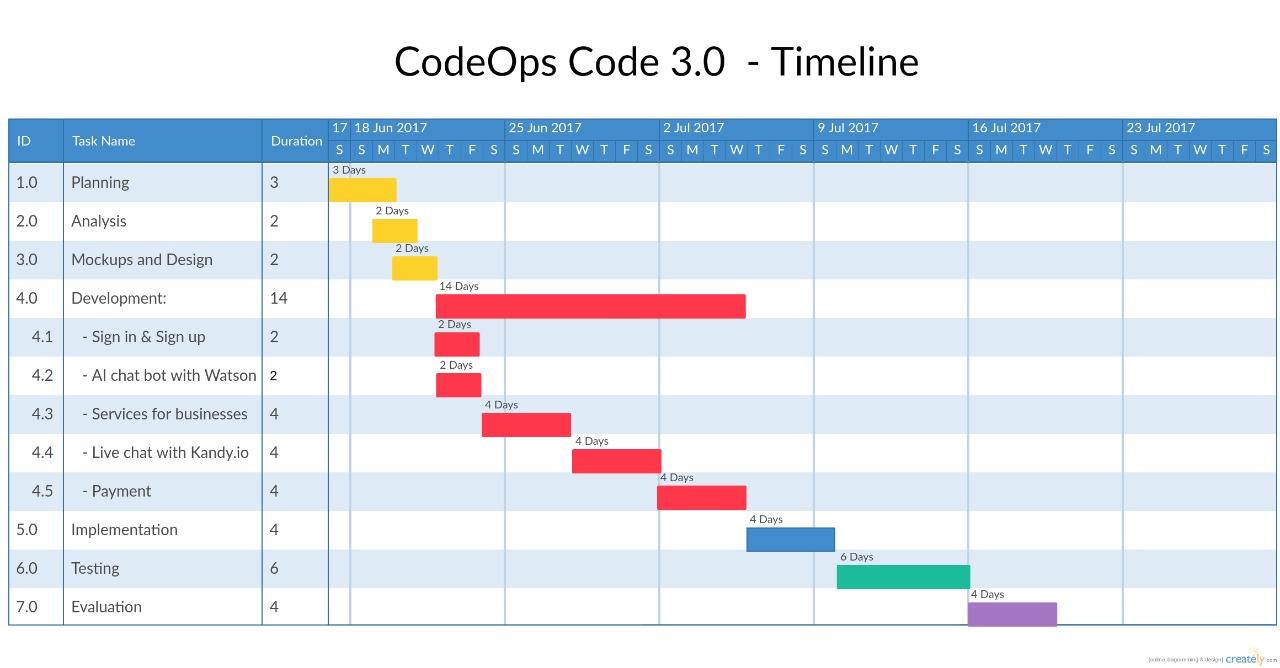 CodeOps Code 3.0 - Timeline
ID Task Name Duration 17 18 Jun 2017 25 Jun 2017 2 Jul 2017 9 Jul 2017 16 Jul 2017 23 Jul 2017
S S M T W T F S S M T W T F S S M T W T F S S M T W T F S S M T W T F S S M T W T F S
3 Days
1.0 Planning 3
2 Days
2.0 Analysis 2
2 Days
3.0 Mockups and Design 2
14 Days
4.0 Development: 14
2 Days
4.1 - Sign in & Sign up 2
2 Days
4.2 - AI chat bot with Watson 2
4 Days
4.3 - Services for businesses 4
4 Days
4.4 - Live chat with Kandy.io 4
4 Days
4.5 - Payment 4
4 Days
5.0 Implementation 4
6 Days
6.0 Testing 6
4 Days
7.0 Evaluation 4
[online diagramming & design] creately.com